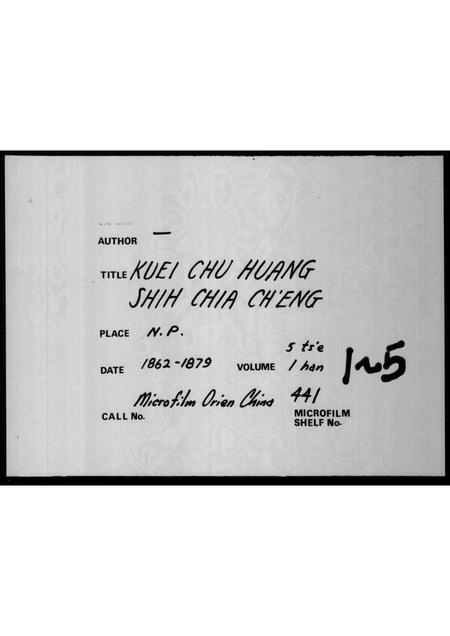 AUTHOR —
TITLE KUEI CHU HUANG
SHIH CHIA CH'ENG
PLACE N.P.
5 ts'e
DATE 1862-1879 VOLUME 1 han 1~5
Microfilm Orien China 441
CALL No. MICROFILM
SHELF No.